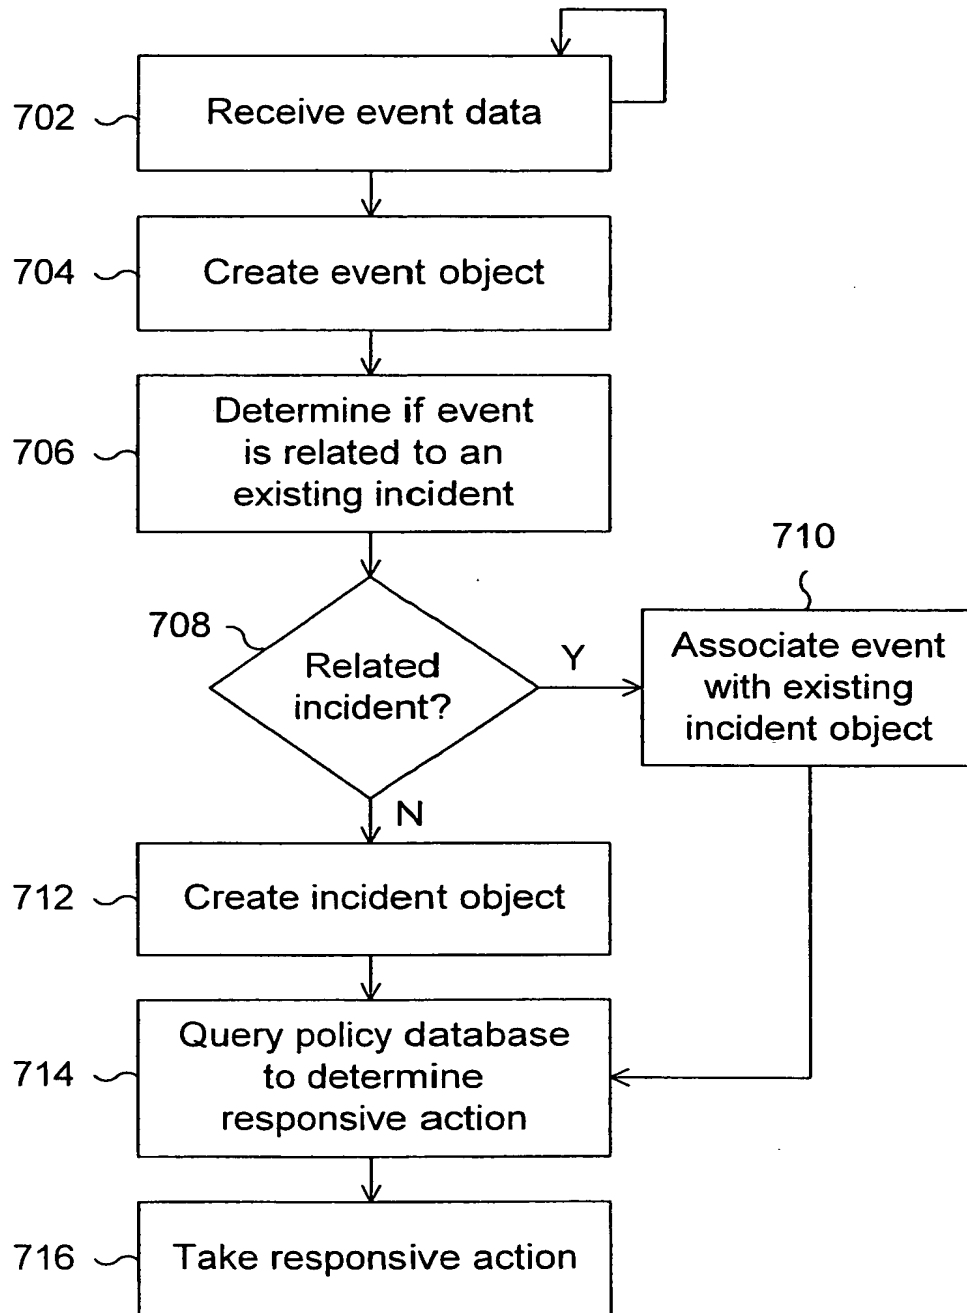 702
Receive event data
704
Create event object
706
Determine if event
is related to an
existing incident
708
Related
incident?
Y
N
710
Associate event
with existing
incident object
712
Create incident object
714
Query policy database
to determine
responsive action
716
Take responsive action